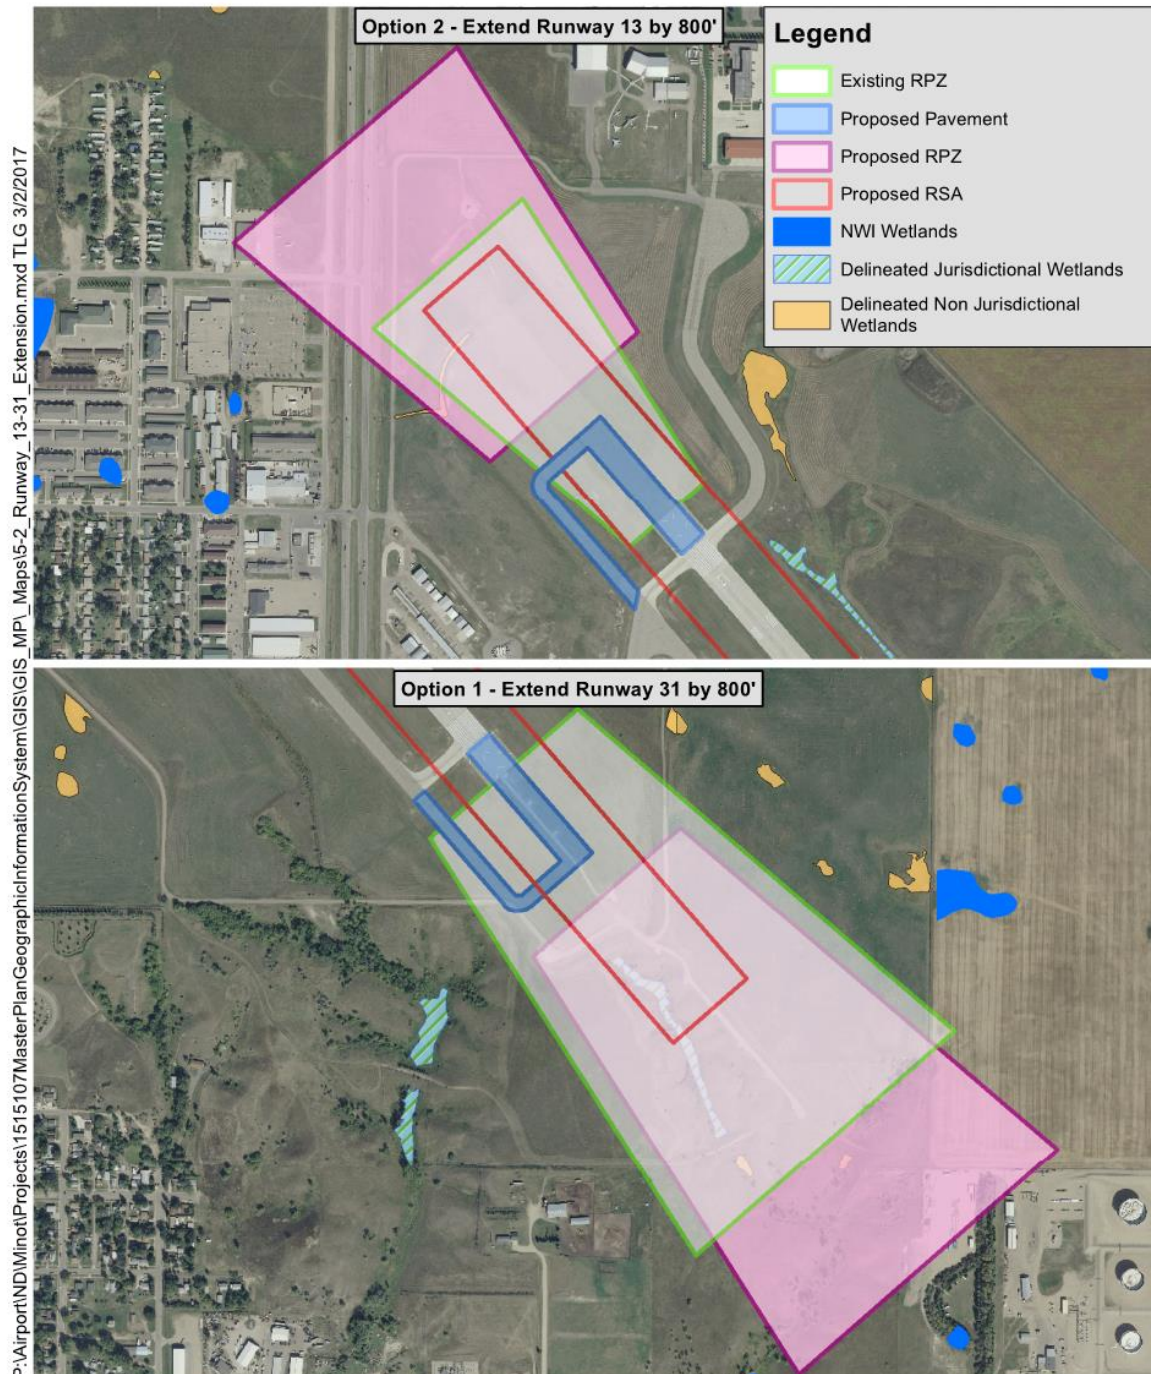 Option 2 - Extend Runway 13 by 800'
Legend
Existing RPZ
Proposed Pavement
Proposed RPZ
Proposed RSA
NWI Wetlands
Delineated Jurisdictional Wetlands
Delineated Non Jurisdictional
Wetlands
Option 1 - Extend Runway 31 by 800'
P:\Airport\ND\Minot\Projects\1515107MasterPlanGeographicInformationSystem\GIS\GIS_MP\_Maps\5-2_Runway_13-31_Extension.mxd TLG 3/2/2017